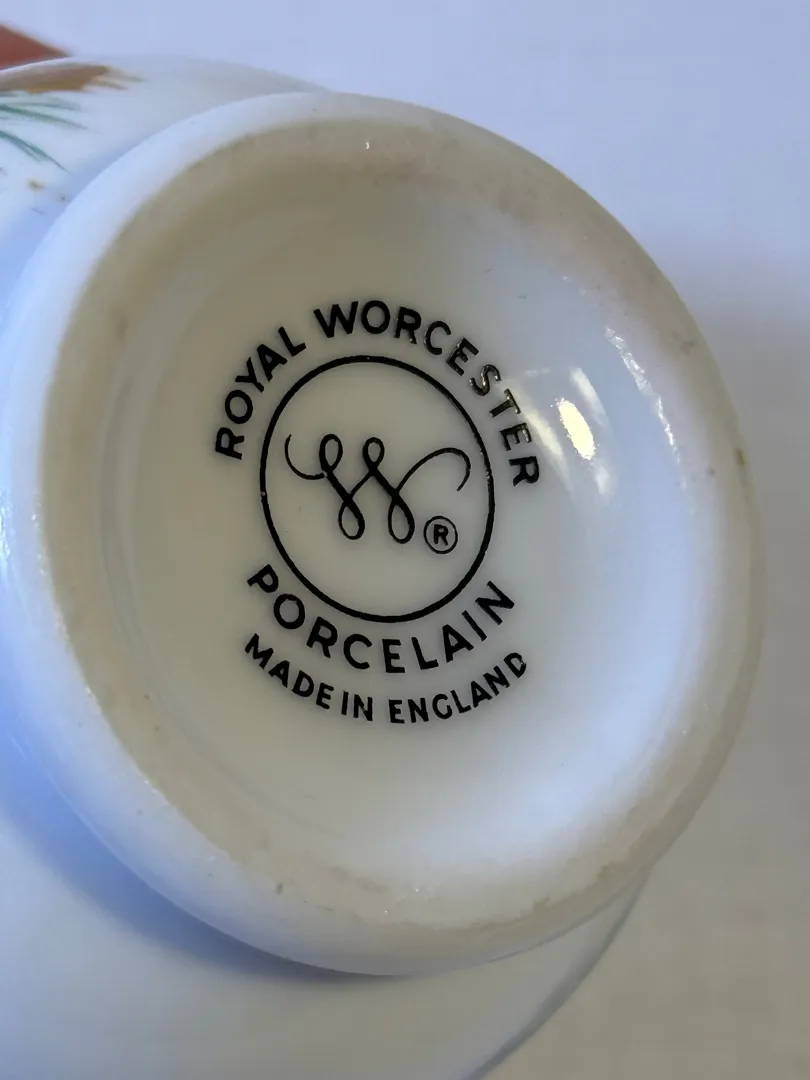 ROYAL WORCESTER
W®
PORCELAIN
MADE IN ENGLAND